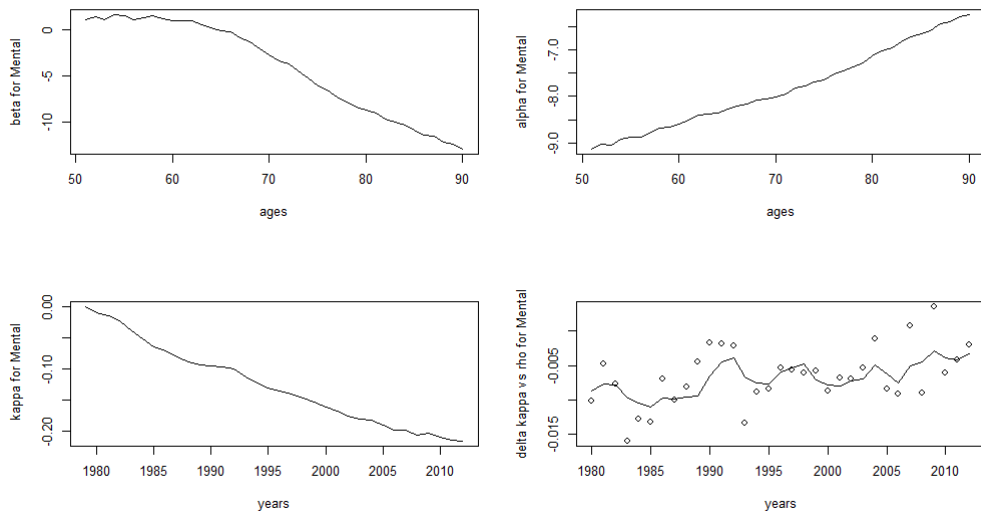 beta for Mental
0
-5
-10
50 60 70 80 90
ages
alpha for Mental
-7.0
-8.0
-9.0
50 60 70 80 90
ages
kappa for Mental
0.00
-0.10
-0.20
1980 1985 1990 1995 2000 2005 2010
years
delta kappa vs rho for Mental
-0.005
-0.015
1980 1985 1990 1995 2000 2005 2010
years